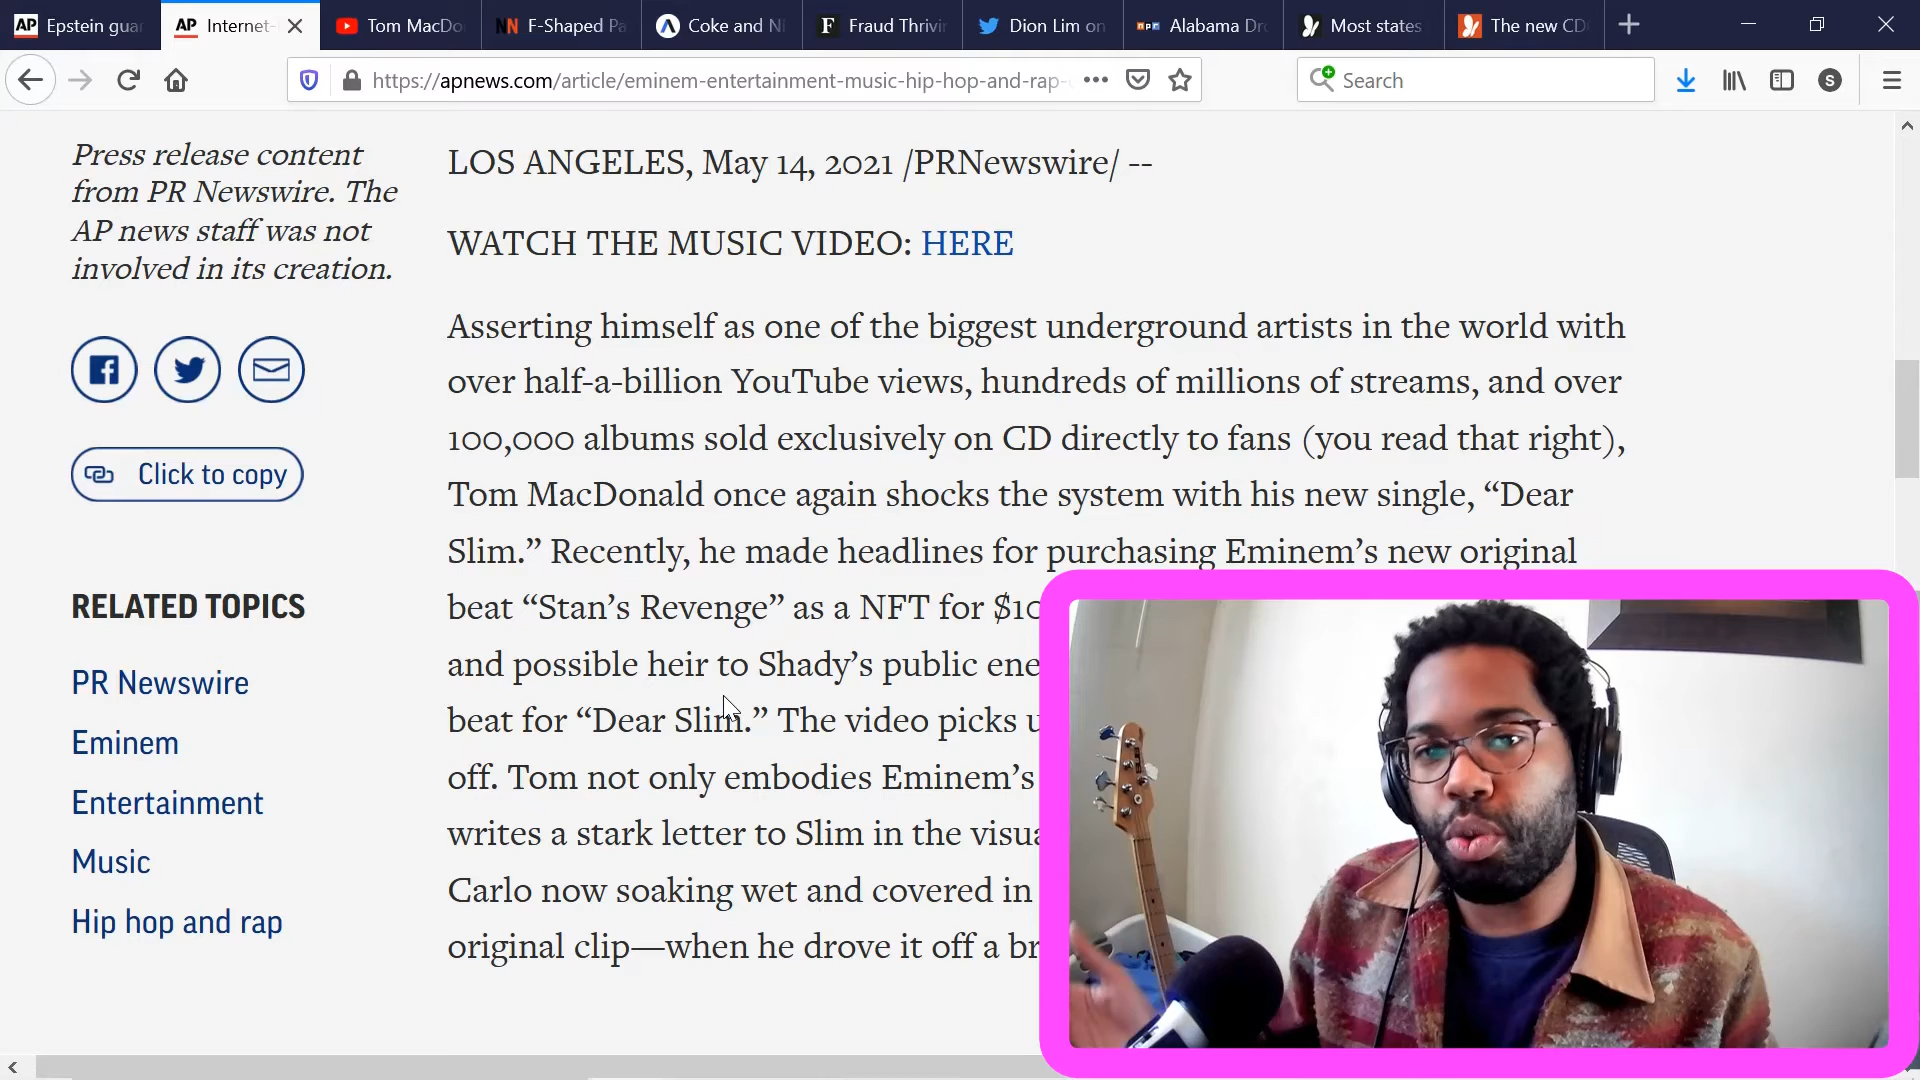 Epstein gua
Internet-
Tom MacDo
F-Shaped Pa
Coke and N
Fraud Thrivin
Dion Lim on
Alabama Dr
Most states
The new CD
https://apnews.com/article/eminem-entertainment-music-hip-hop-and-rap-
Search
S
Press release content
from PR Newswire. The
AP news staff was not
involved in its creation.
Click to copy
RELATED TOPICS
PR Newswire
Eminem
Entertainment
Music
Hip hop and rap
LOS ANGELES, May 14, 2021 /PRNewswire/ --
WATCH THE MUSIC VIDEO: HERE
Asserting himself as one of the biggest underground artists in the world with
over half-a-billion YouTube views, hundreds of millions of streams, and over
100,000 albums sold exclusively on CD directly to fans (you read that right),
Tom MacDonald once again shocks the system with his new single, “Dear
Slim.” Recently, he made headlines for purchasing Eminem’s new original
beat “Stan’s Revenge” as a NFT for $10
and possible heir to Shady’s public ene
beat for “Dear Slim.” The video picks u
off. Tom not only embodies Eminem’s
writes a stark letter to Slim in the visua
Carlo now soaking wet and covered in
original clip—when he drove it off a br